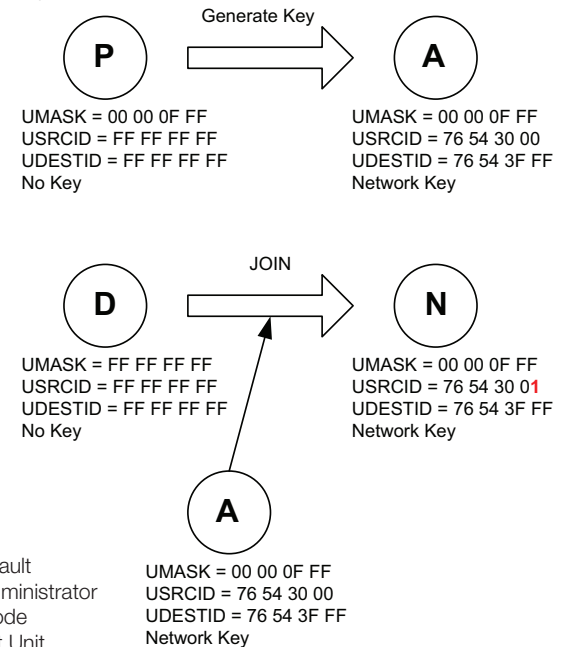 Generate Key
P
A
UMASK = 00 00 0F FF
USRCID = FF FF FF FF
UDESTID = FF FF FF FF
No Key
UMASK = 00 00 0F FF
USRCID = 76 54 30 00
UDESTID = 76 54 3F FF
Network Key
JOIN
D
N
UMASK = FF FF FF FF
USRCID = FF FF FF FF
UDESTID = FF FF FF FF
No Key
UMASK = 00 00 0F FF
USRCID = 76 54 30 01
UDESTID = 76 54 3F FF
Network Key
A
UMASK = 00 00 0F FF
USRCID = 76 54 30 00
UDESTID = 76 54 3F FF
Network Key
Unit